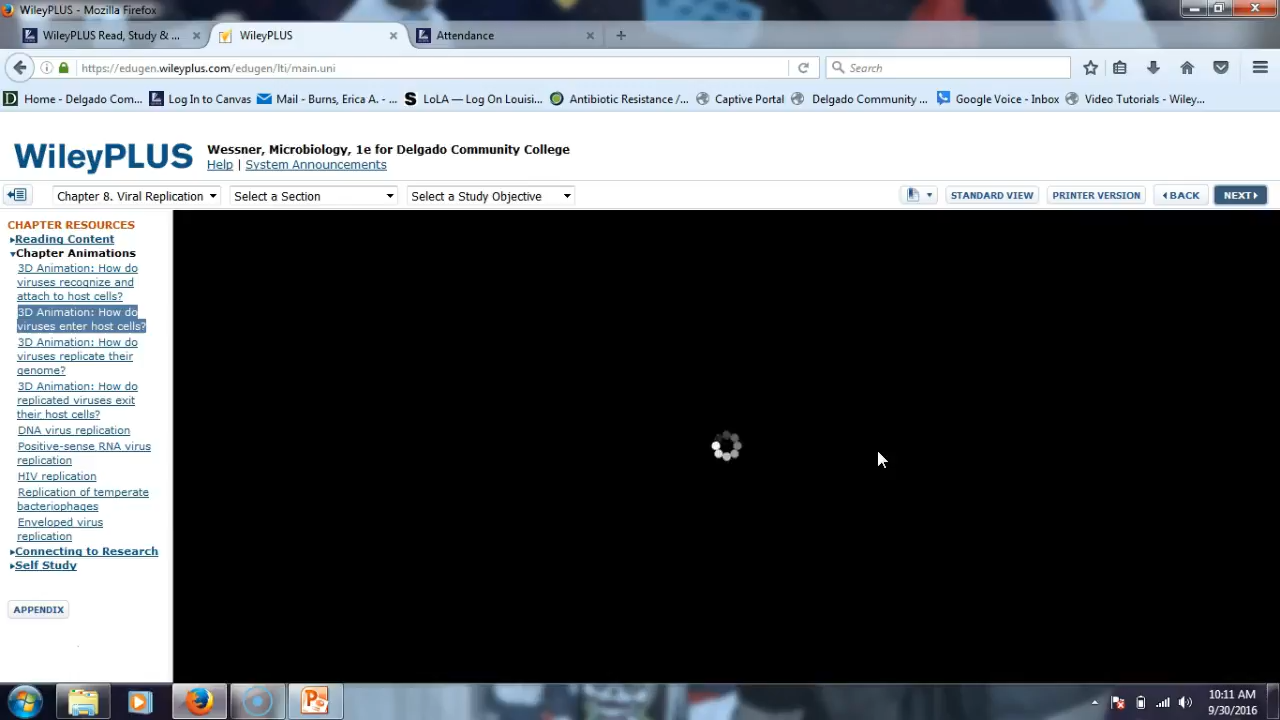 WileyPLUS - Mozilla Firefox
WileyPLUS Read, Study & ...
WileyPLUS
Attendance
https://edugen.wileyplus.com/edugen/lti/main.uni
Search
Home - Delgado Com...
Log In to Canvas
Mail - Burns, Erica A. - ...
LoLA — Log On Louisi...
Antibiotic Resistance /...
Captive Portal
Delgado Community ...
Google Voice - Inbox
Video Tutorials - Wiley...
WileyPLUS
Wessner, Microbiology, 1e for Delgado Community College
Help | System Announcements
Chapter 8. Viral Replication
Select a Section
Select a Study Objective
STANDARD VIEW
PRINTER VERSION
BACK
NEXT
CHAPTER RESOURCES
Reading Content
Chapter Animations
3D Animation: How do
viruses recognize and
attach to host cells?
3D Animation: How do
viruses enter host cells?
3D Animation: How do
viruses replicate their
genome?
3D Animation: How do
replicated viruses exit
their host cells?
DNA virus replication
Positive-sense RNA virus
replication
HIV replication
Replication of temperate
bacteriophages
Enveloped virus
replication
Connecting to Research
Self Study
APPENDIX
10:11 AM
9/30/2016